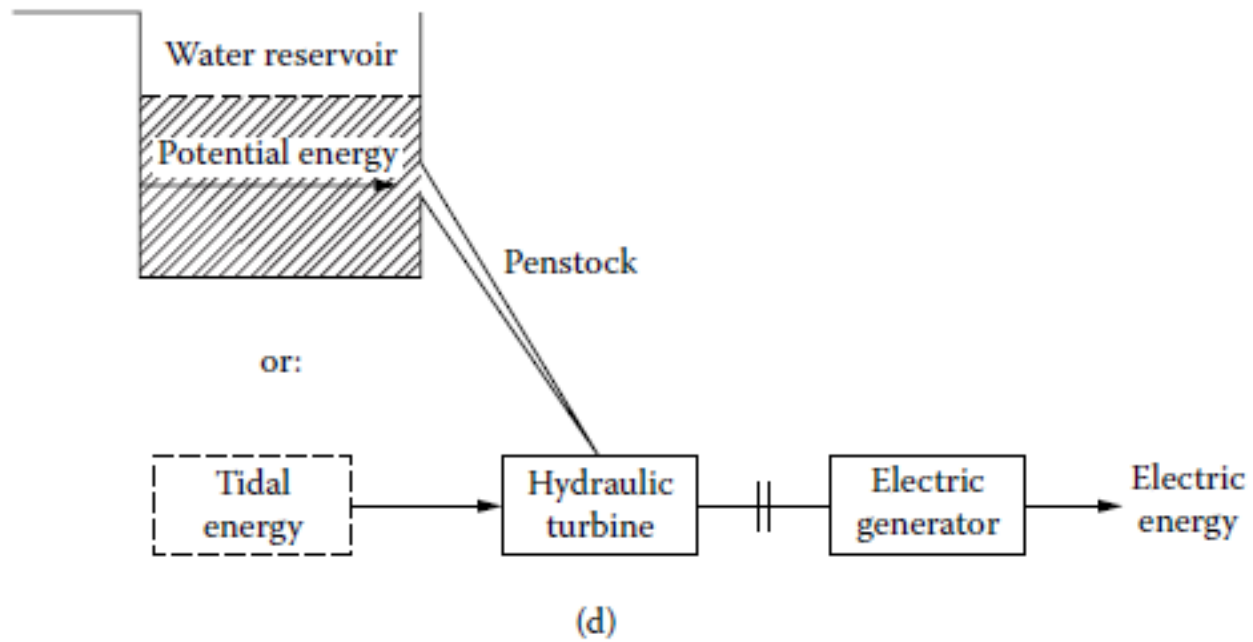 Water reservoir
Potential energy
Penstock
or:
Tidal
energy
Hydraulic
turbine
Electric
generator
Electric
energy
(d)